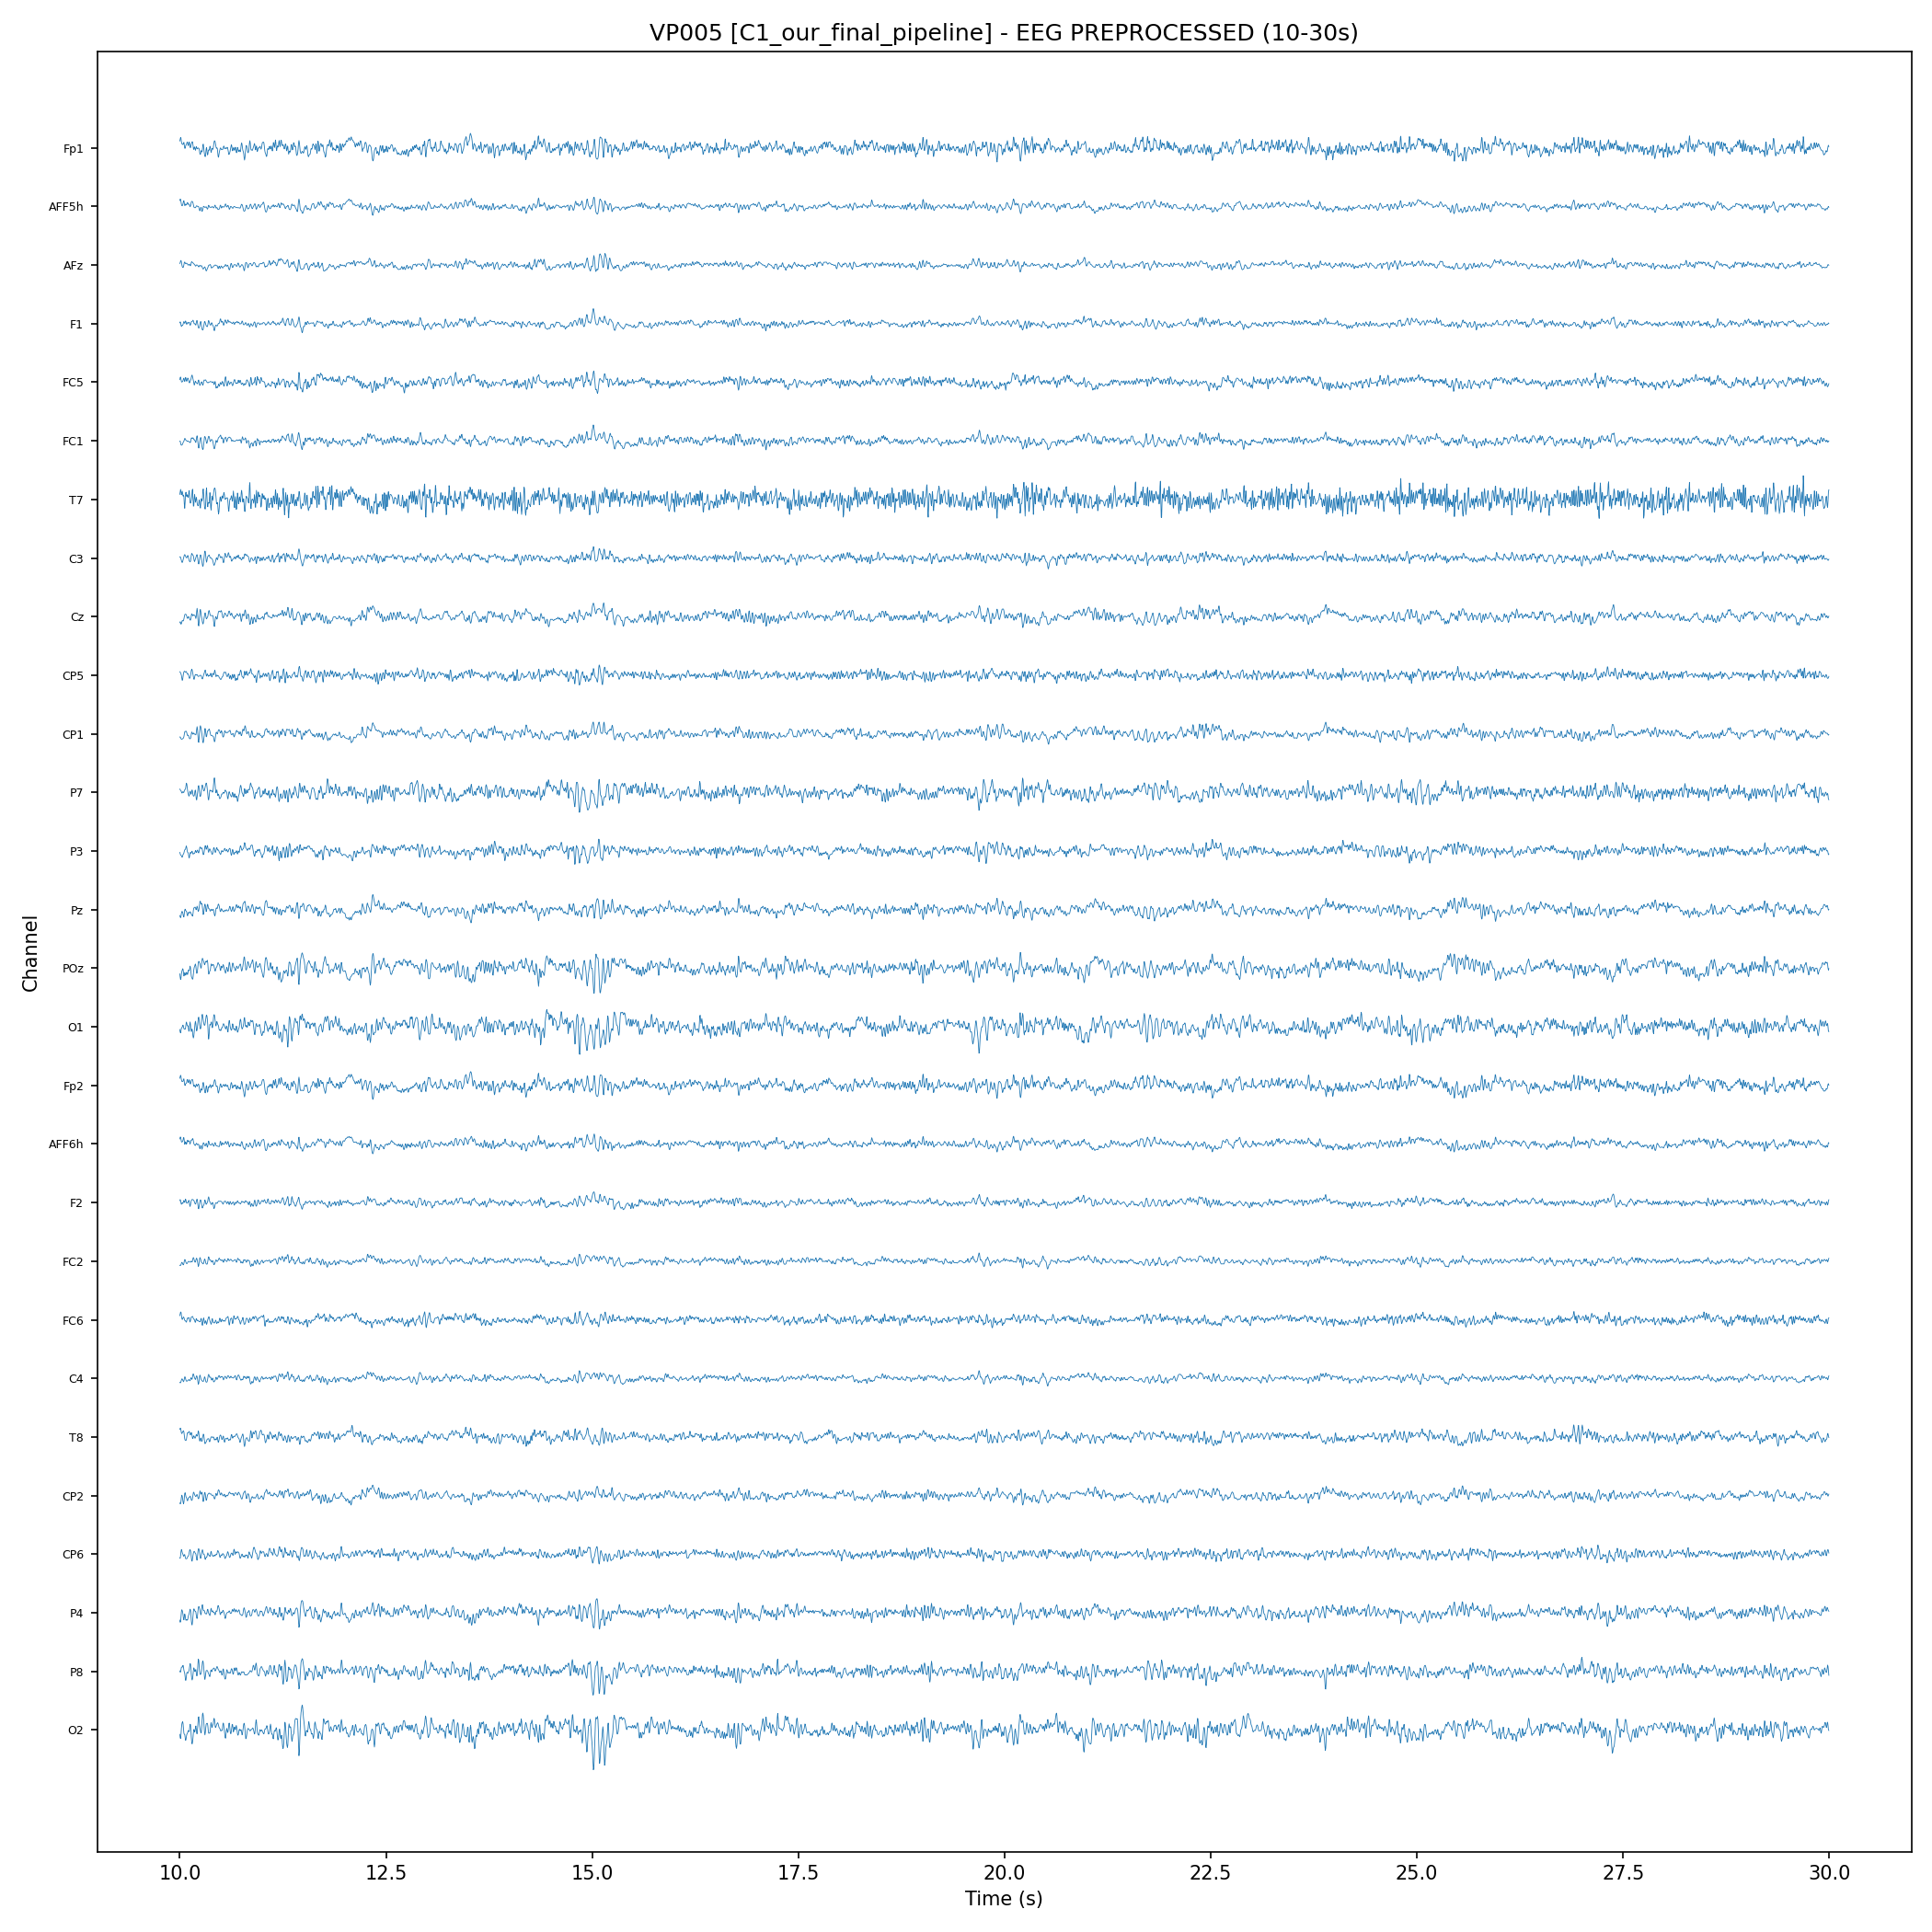 VP005 [C1_our_final_pipeline] - EEG PREPROCESSED (10-30s)
Channel
Fp1
AFF5h
AFz
F1
FC5
FC1
T7
C3
Cz
CP5
CP1
P7
P3
Pz
POz
O1
Fp2
AFF6h
F2
FC2
FC6
C4
T8
CP2
CP6
P4
P8
O2
10.0 12.5 15.0 17.5 20.0 22.5 25.0 27.5 30.0
Time (s)